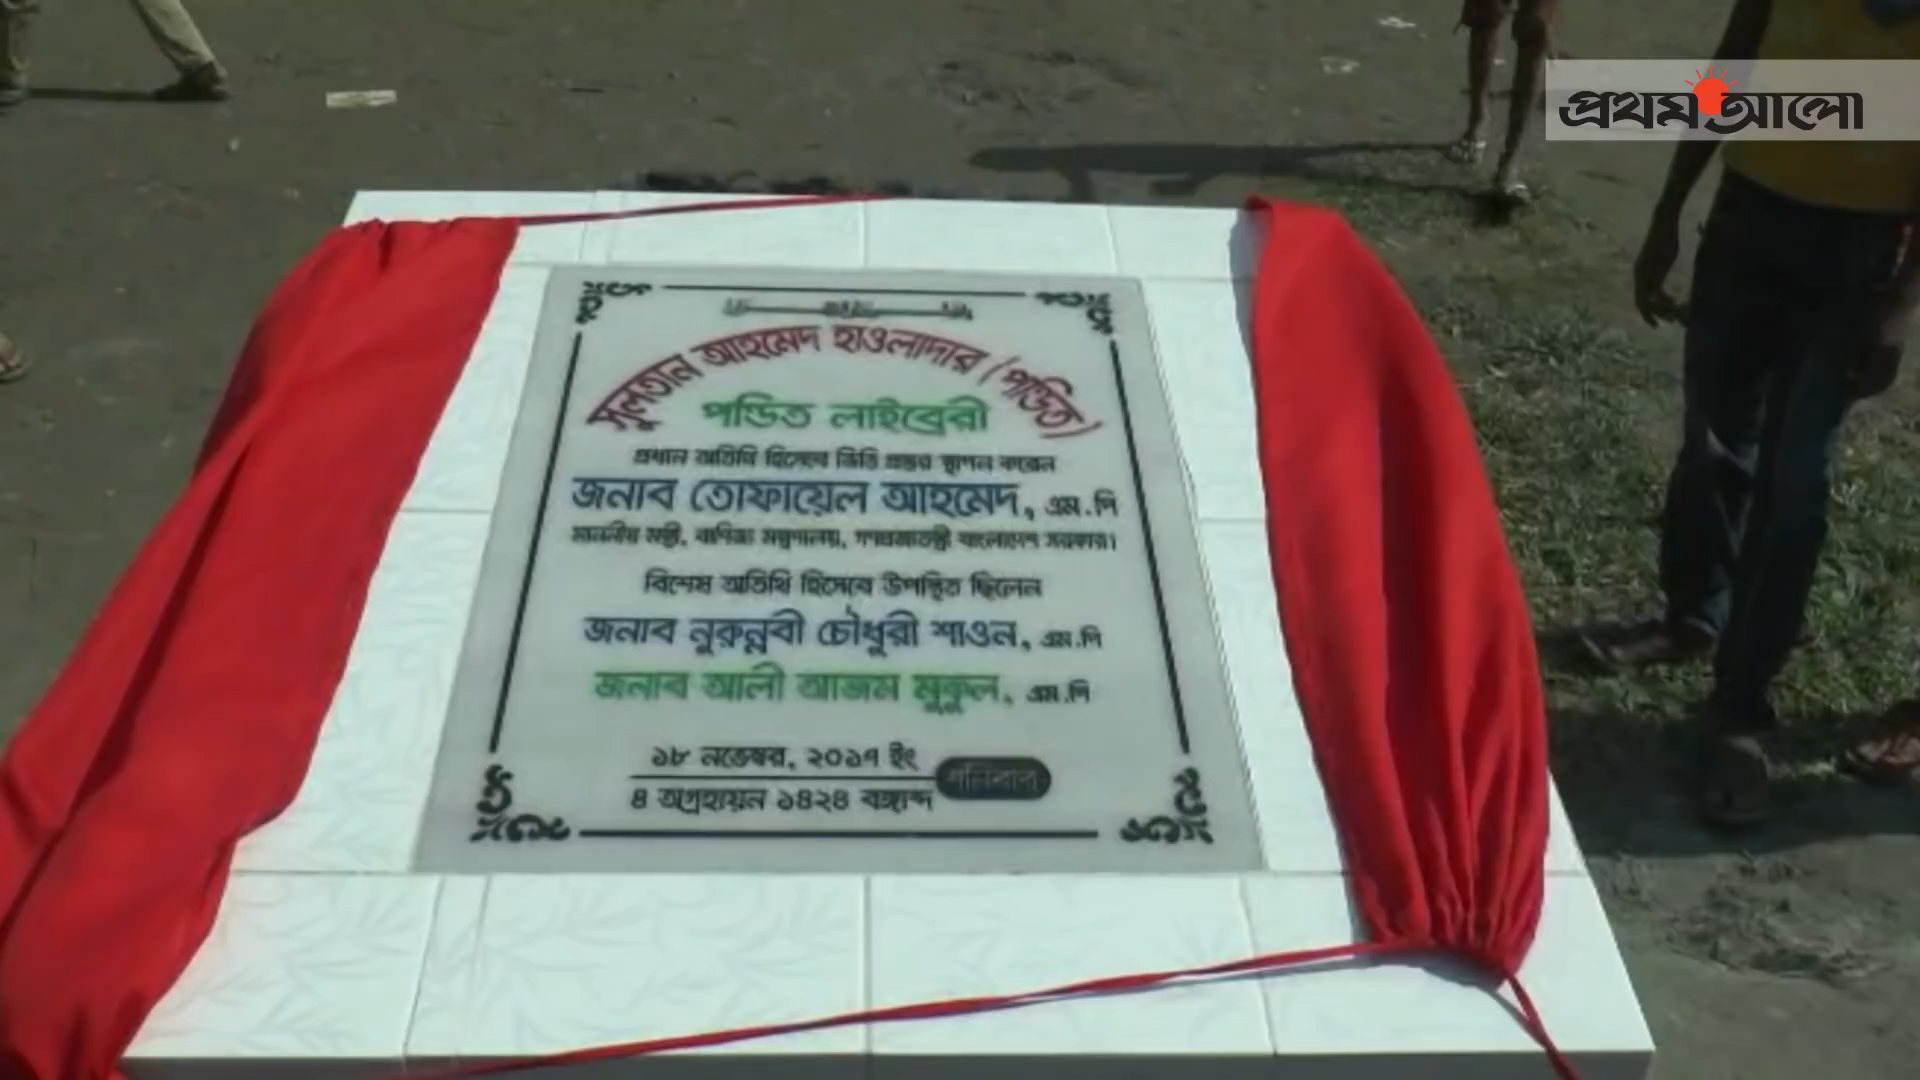 প্রথম আলো
সুলতান আহমেদ হাওলাদার (পন্ডিত)
পন্ডিত লাইব্রেরী
প্রধান অতিথি হিসেবে ভিত্তি প্রস্তর স্থাপন করেন
জনাব তোফায়েল আহমেদ, এম.পি
মাননীয় মন্ত্রী, বাণিজ্য মন্ত্রণালয়, গণপ্রজাতন্ত্রী বাংলাদেশ সরকার।
বিশেষ অতিথি হিসেবে উপস্থিত ছিলেন
জনাব নুরুন্নবী চৌধুরী শাওন, এম.পি
জনাব আলী আজম মুকুল, এম.পি
১৮ নভেম্বর, ২০১৭ ইং
শনিবার
৪ অগ্রহায়ন ১৪২৪ বঙ্গাব্দ